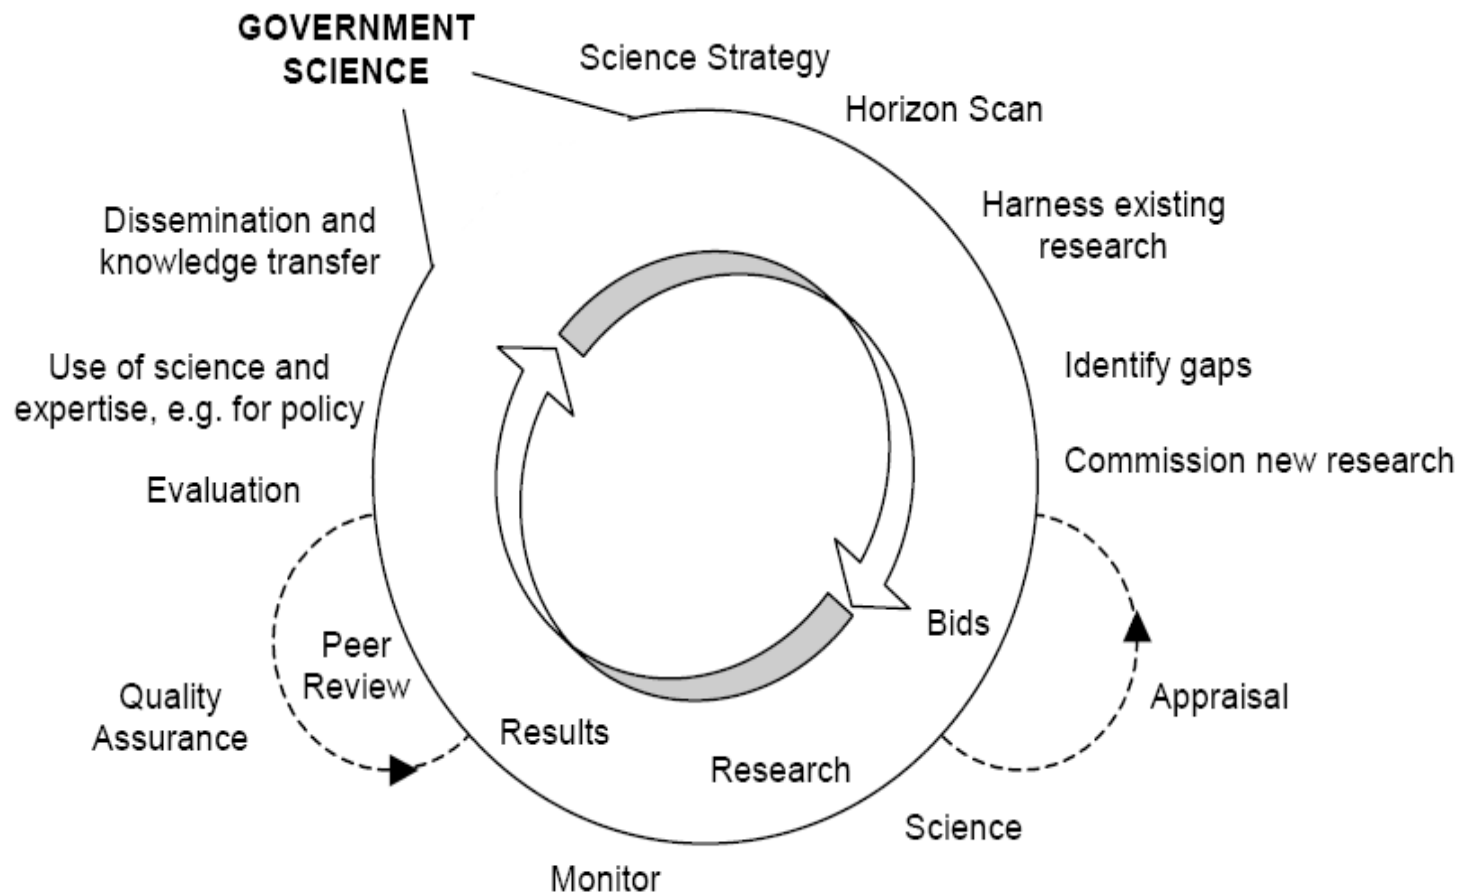 GOVERNMENT
SCIENCE
Science Strategy
Horizon Scan
Harness existing
research
Identify gaps
Commission new research
Bids
Appraisal
Research
Science
Monitor
Results
Peer
Review
Quality
Assurance
Evaluation
Use of science and
expertise, e.g. for policy
Dissemination and
knowledge transfer